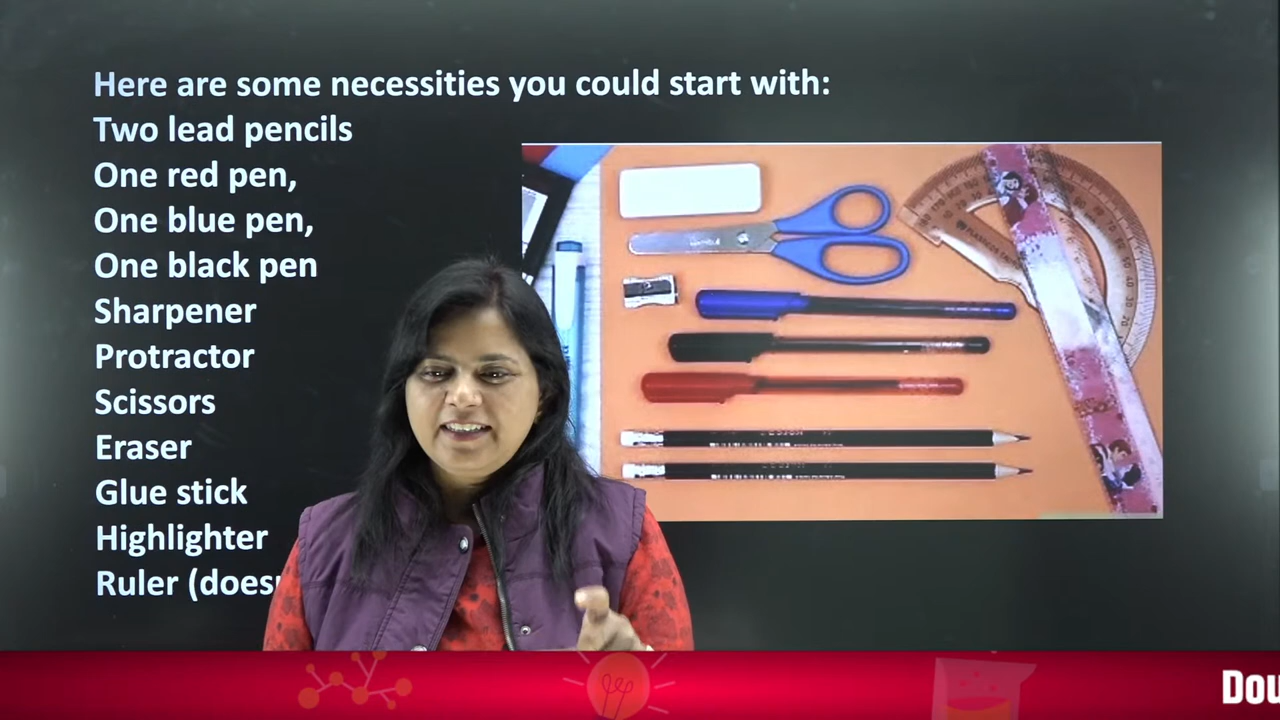 Here are some necessities you could start with:
Two lead pencils
One red pen,
One blue pen,
One black pen
Sharpener
Protractor
Scissors
Eraser
Glue stick
Highlighter
Ruler (does
Dou